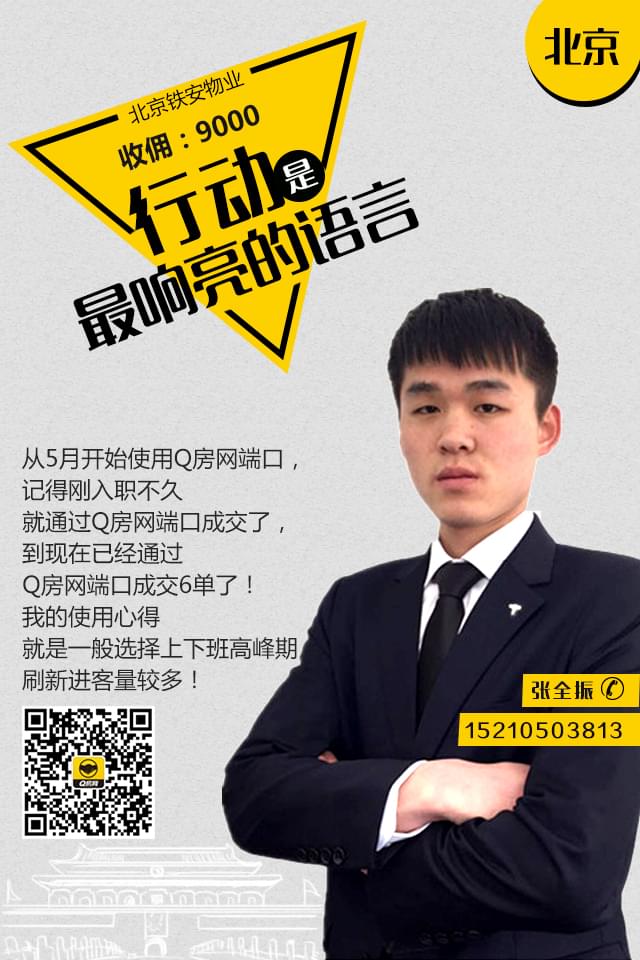 北京
北京铁安物业
收佣：9000
行动是
最响亮的语言
从5月开始使用Q房网端口，
记得刚入职不久
就通过Q房网端口成交了，
到现在已经通过
Q房网端口成交6单了！
我的使用心得
就是一般选择上下班高峰期
刷新进客量较多！
张全振
15210503813
Q房网